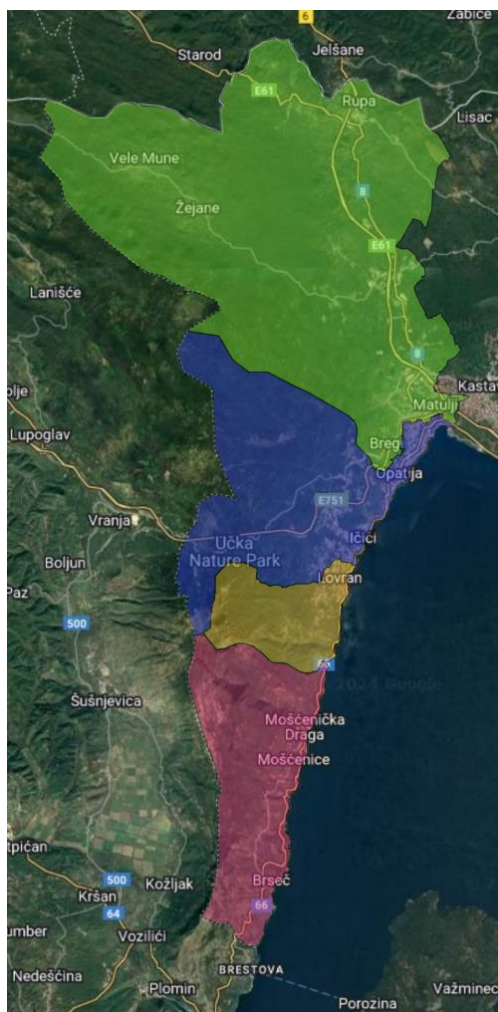 Zabiče
6
Starod
Jelšane
E61
Rupa
Lisac
Vele Mune
8
Žejane
E61
Lanišće
8
Kastav
Matulji
Lupoglav
Breg
Opatija
E751
Vranja
Ičići
Učka
Nature Park
Boljun
Lovran
Paz
500
66
2024 Google
Šušnjevica
Mošćenička
Draga
Mošćenice
tpićan
500
Kožljak
Brseč
Kršan
64
66
umber
Vozilići
Nedešćina
BRESTOVA
Plomin
Važminec
Porozina